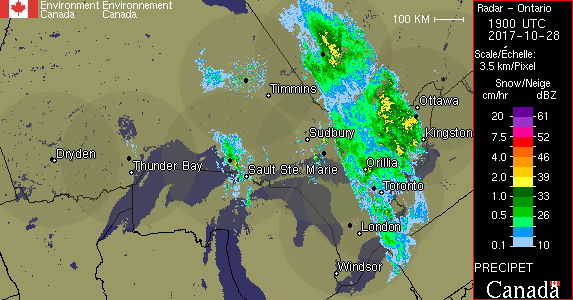 Environment Environnement
Canada Canada
100 KM
Timmins
Ottawa
Sudbury
Kingston
Dryden
Thunder Bay
Sault Ste. Marie
Orillia
Toronto
London
Windsor
Radar - Ontario
1900 UTC
2017-10-28
Scale/Échelle:
3.5 km/Pixel
Snow/Neige
cm/hr dBZ
20 61
7.5 52
4.0 46
2.0 39
1.0 33
0.5 26
0.1 10
PRECIPET
Canada